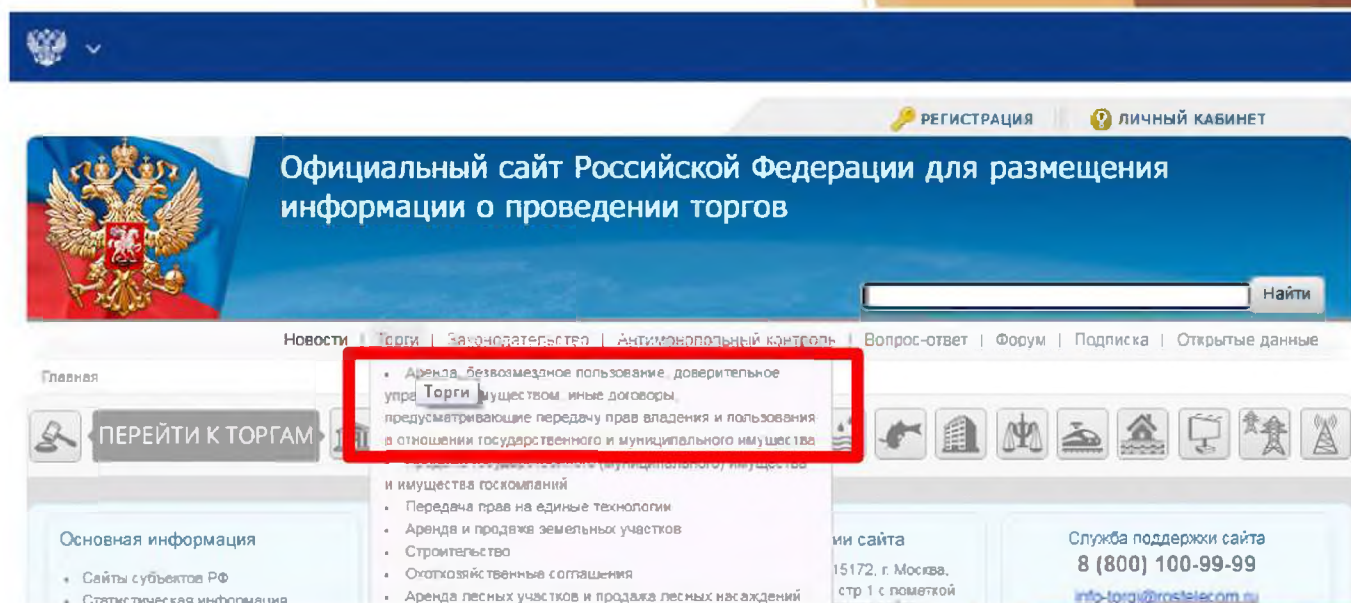 РЕГИСТРАЦИЯ
ЛИЧНЫЙ КАБИНЕТ
Официальный сайт Российской Федерации для размещения
информации о проведении торгов
Найти
Новости | Торги | Законодательство | Антимонопольный контроль | Вопрос-ответ | Форум | Подписка | Открытые данные
Главная
• Аренда, безвозмездное пользование, доверительное
упра Торги муществом, иные договоры,
предусматривающие передачу прав владения и пользования
в отношении государственного и муниципального имущества
ПЕРЕЙТИ К ТОРГАМ
• Продажа государственного (муниципального) имущества
и имущества госкомпаний
• Передача прав на единые технологии
• Аренда и продажа земельных участков
• Строительство
• Охотхозяйственные соглашения
• Аренда лесных участков и продажа лесных насаждений
Основная информация
• Сайты субъектов РФ
• Статистическая информация
ии сайта
15172, г. Москва,
стр 1 с пометкой
Служба поддержки сайта
8 (800) 100-99-99
info-torgi@rostelecom.ru